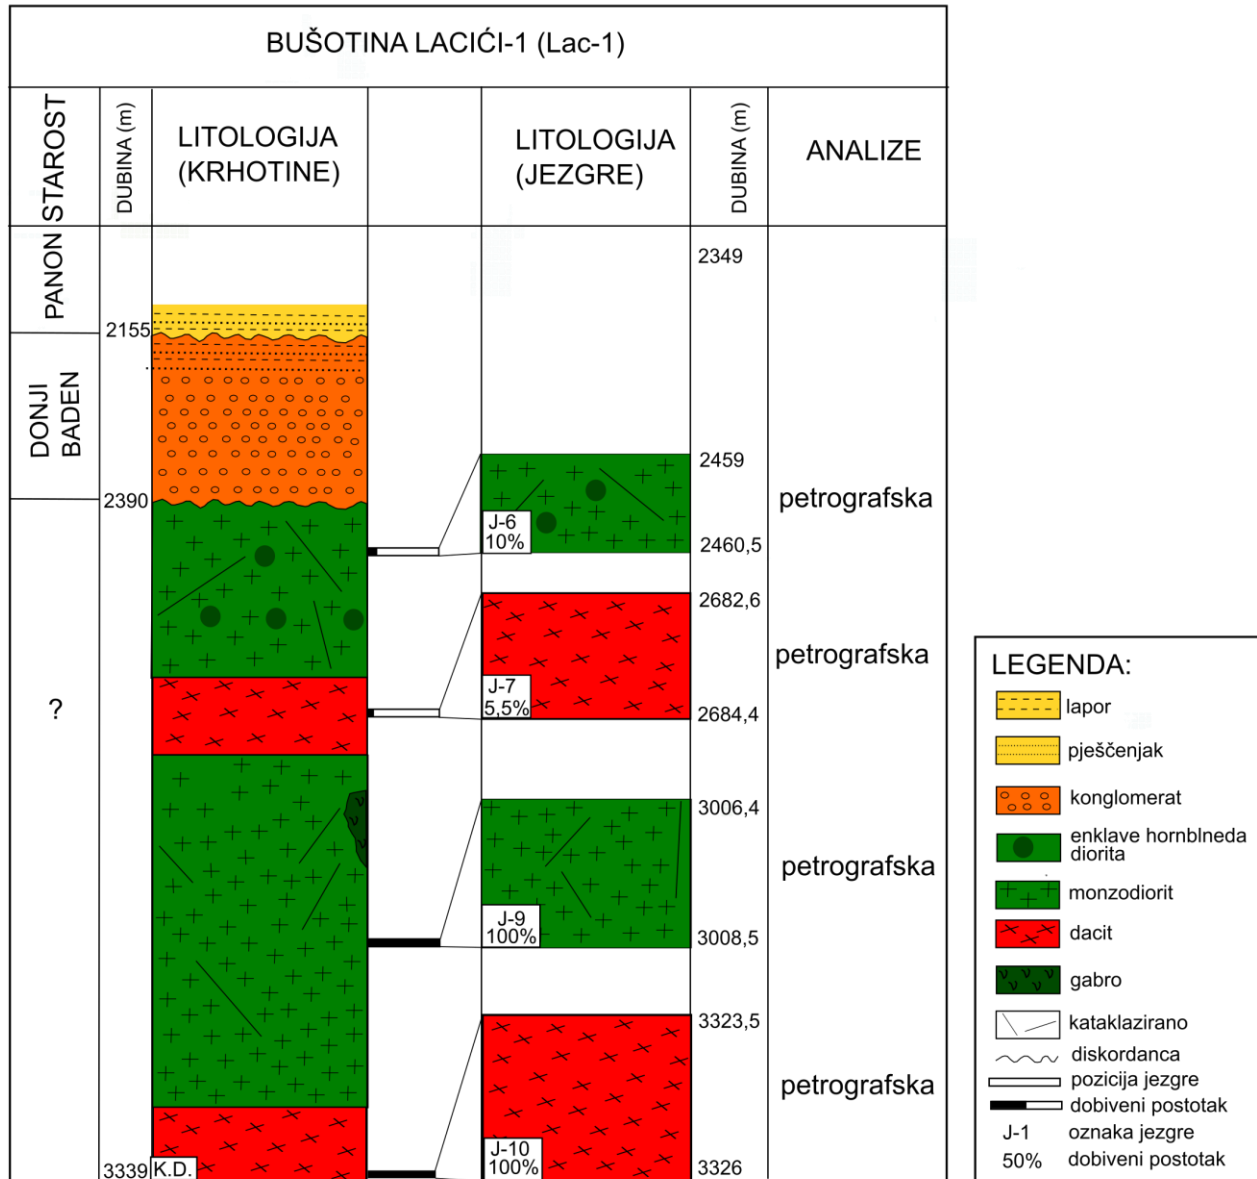 BUŠOTINA LACIĆI-1 (Lac-1)
STAROST
DUBINA (m)
LITOLOGIJA
(KRHOTINE)
LITOLOGIJA
(JEZGRE)
DUBINA (m)
ANALIZE
PANON
2349
2155
DONJI
BADEN
2459
petrografska
2390
J-6
10%
2460,5
2682,6
petrografska
J-7
5,5%
2684,4
?
3006,4
petrografska
J-9
100%
3008,5
3323,5
petrografska
J-10
100%
3326
3339
K.D.
LEGENDA:
lapor
pješčenjak
konglomerat
enklave hornblneda
diorita
monzodiorit
dacit
gabro
kataklazirano
diskordanca
pozicija jezgre
dobiveni postotak
J-1 oznaka jezgre
50% dobiveni postotak